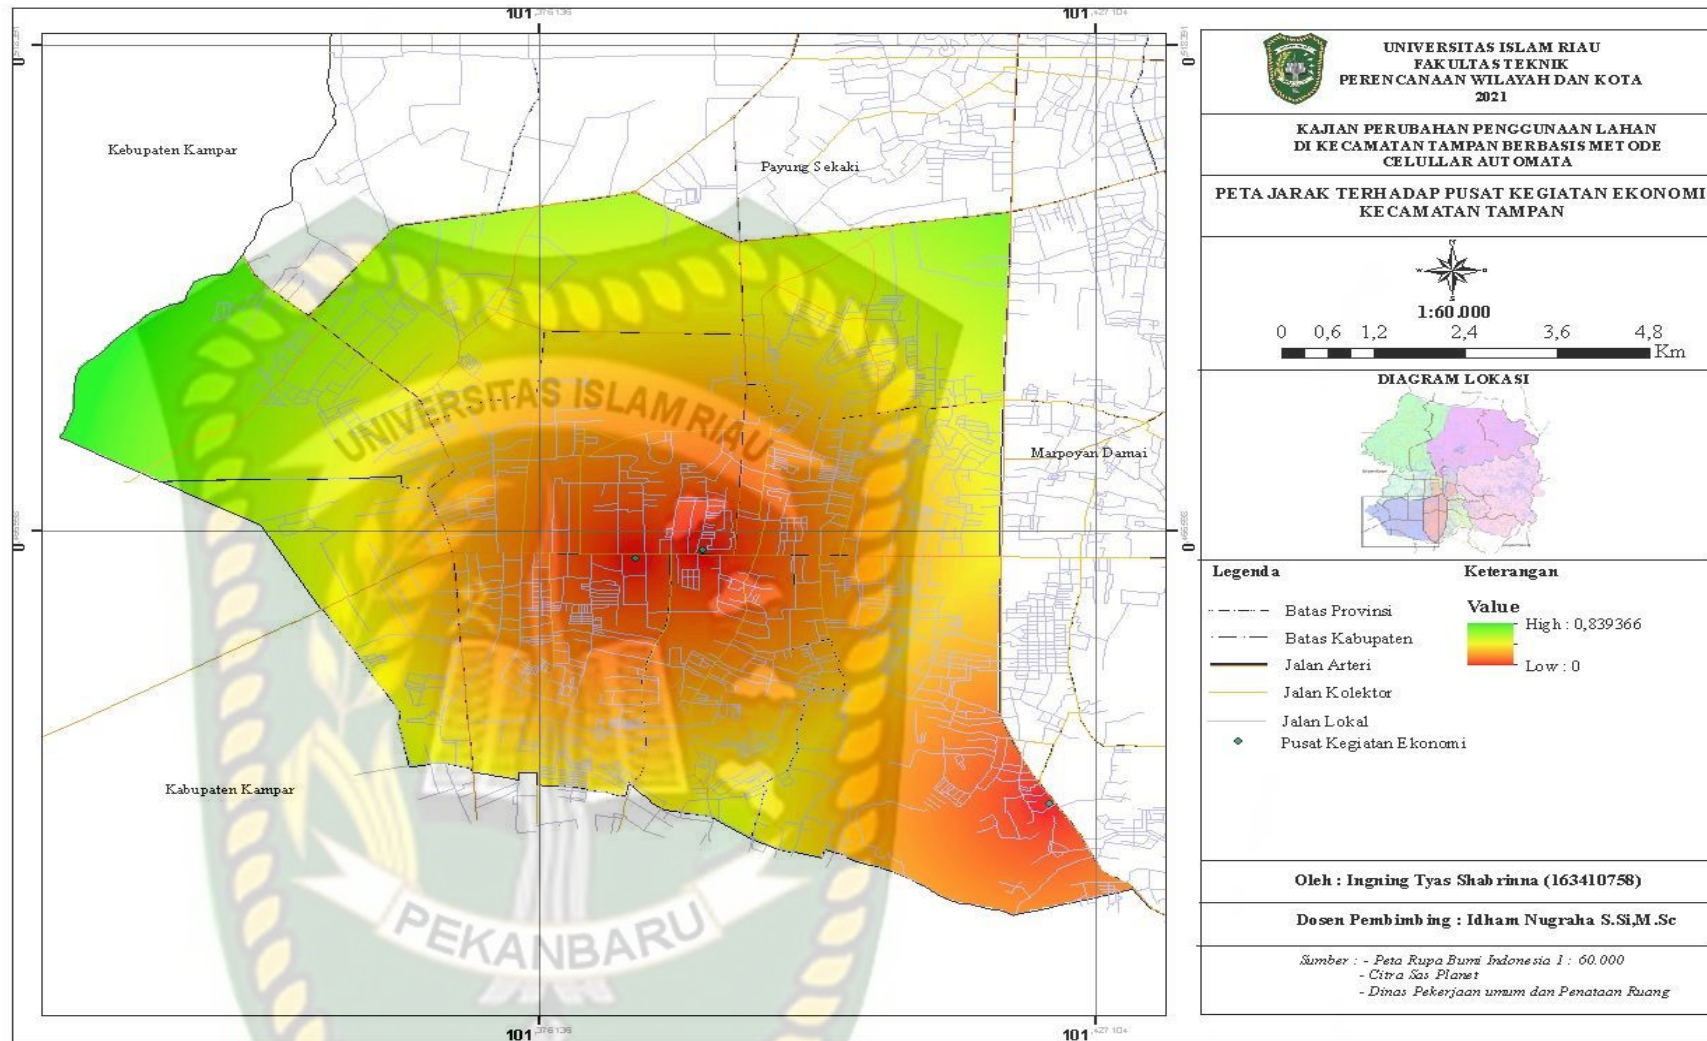 101,376136
101,427104
Kebupaten Kampar
Payung Sekaki
Marpoyan Damai
Kabupaten Kampar
UNIVERSITAS ISLAM RIAU
PEKANBARU
101,376136
101,427104
UNIVERSITAS ISLAM RIAU
FAKULTAS TEKNIK
PERENCANAAN WILAYAH DAN KOTA
2021
KAJIAN PERUBAHAN PENGGUNAAN LAHAN
DI KECAMATAN TAMPAN BERBASIS METODE
CELULLAR AUTOMATA
PETA JARAK TERHADAP PUSAT KEGIATAN EKONOMI
KECAMATAN TAMPAN
N
S
1:60.000
0 0,6 1,2 2,4 3,6 4,8
Km
DIAGRAM LOKASI
Legenda
Batas Provinsi
Batas Kabupaten
Jalan Arteri
Jalan Kolektor
Jalan Lokal
Pusat Kegiatan Ekonomi
Keterangan
Value
High : 0,839366
Low : 0
Oleh : Ingning Tyas Shabrinna (163410758)
Dosen Pembimbing : Idham Nugraha S.Si,M.Sc
Sumber : - Peta Rupa Bumi Indonesia 1 : 60.000
- Citra Sas Planet
- Dinas Pekerjaan umum dan Penataan Ruang